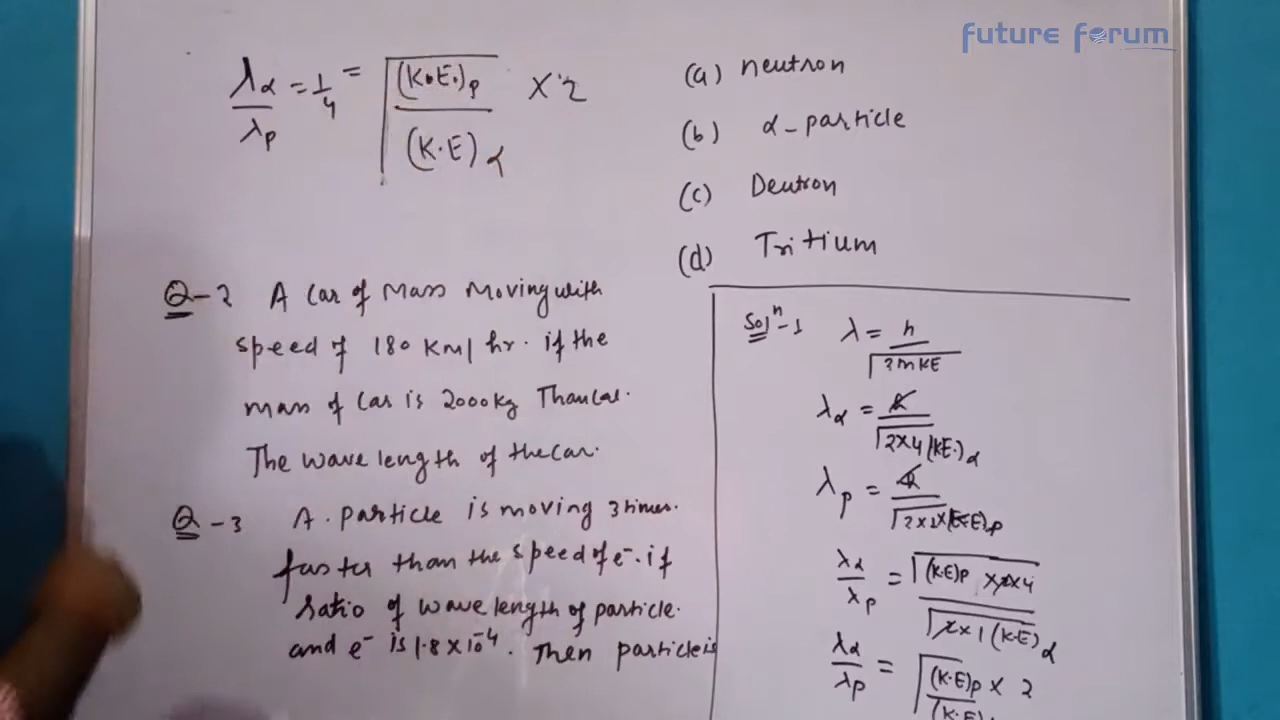 future forum
λα/λp = 1/4 = √((K.E.)p/(K.E)α) × 2
(a) neutron
(b) α-particle
(c) Deutron
(d) Tritium
Q-2 A Car of Mass Moving with
speed of 180 KM/hr. if the
mass of Car is 2000Kg Than Cal.
The wave length of the Car.
Q-3 A. particle is moving 3 times.
faster than the speed of e⁻. if
ratio of wave length of particle.
and e⁻ is 1.8×10⁻⁴. Then particle is
Solⁿ-1 λ = h/√(2mKE)
λα = h/√(2×4(KE.)α)
λp = h/√(2×1×(K.E)p)
λα/λp = √((K.E)p × 2×4)/√(2×1(K.E)α)
λα/λp = √((K.E)p/(K.E) × 2